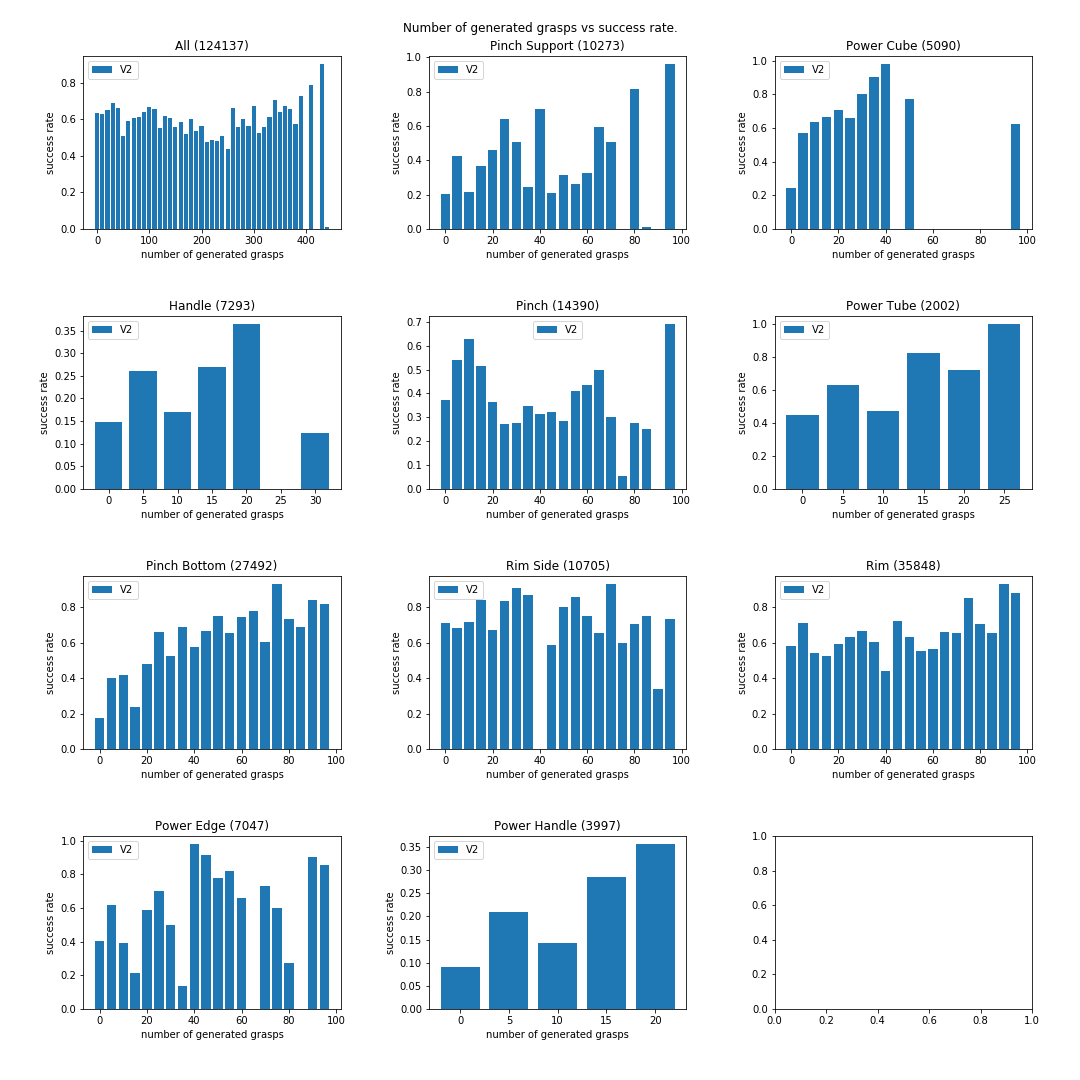 Number of generated grasps vs success rate.
All (124137)
V2
success rate
0.0
0.2
0.4
0.6
0.8
0 100 200 300 400
number of generated grasps
Pinch Support (10273)
V2
success rate
0.0
0.2
0.4
0.6
0.8
1.0
0 20 40 60 80 100
number of generated grasps
Power Cube (5090)
V2
success rate
0.0
0.2
0.4
0.6
0.8
1.0
0 20 40 60 80 100
number of generated grasps
Handle (7293)
V2
success rate
0.00
0.05
0.10
0.15
0.20
0.25
0.30
0.35
0 5 10 15 20 25 30
number of generated grasps
Pinch (14390)
V2
success rate
0.0
0.1
0.2
0.3
0.4
0.5
0.6
0.7
0 20 40 60 80 100
number of generated grasps
Power Tube (2002)
V2
success rate
0.0
0.2
0.4
0.6
0.8
1.0
0 5 10 15 20 25
number of generated grasps
Pinch Bottom (27492)
V2
success rate
0.0
0.2
0.4
0.6
0.8
0 20 40 60 80 100
number of generated grasps
Rim Side (10705)
V2
success rate
0.0
0.2
0.4
0.6
0.8
0 20 40 60 80 100
number of generated grasps
Rim (35848)
V2
success rate
0.0
0.2
0.4
0.6
0.8
0 20 40 60 80 100
number of generated grasps
Power Edge (7047)
V2
success rate
0.0
0.2
0.4
0.6
0.8
1.0
0 20 40 60 80 100
number of generated grasps
Power Handle (3997)
V2
success rate
0.00
0.05
0.10
0.15
0.20
0.25
0.30
0.35
0 5 10 15 20
number of generated grasps
0.0
0.2
0.4
0.6
0.8
1.0
0.0 0.2 0.4 0.6 0.8 1.0